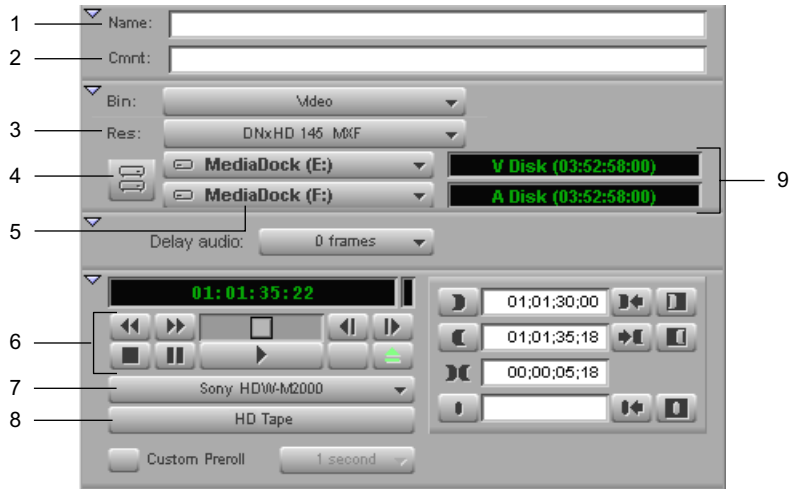 1 Name:
2 Cmnt:
Bin: Video
3 Res: DNxHD 145 MXF
4 MediaDock (E:) V Disk (03:52:58:00) 9
5 MediaDock (F:) A Disk (03:52:58:00)
Delay audio: 0 frames
01:01:35:22
01;01;30;00
6 01;01;35;18
00;00;05;18
7 Sony HDW-M2000
8 HD Tape
Custom Preroll 1 second